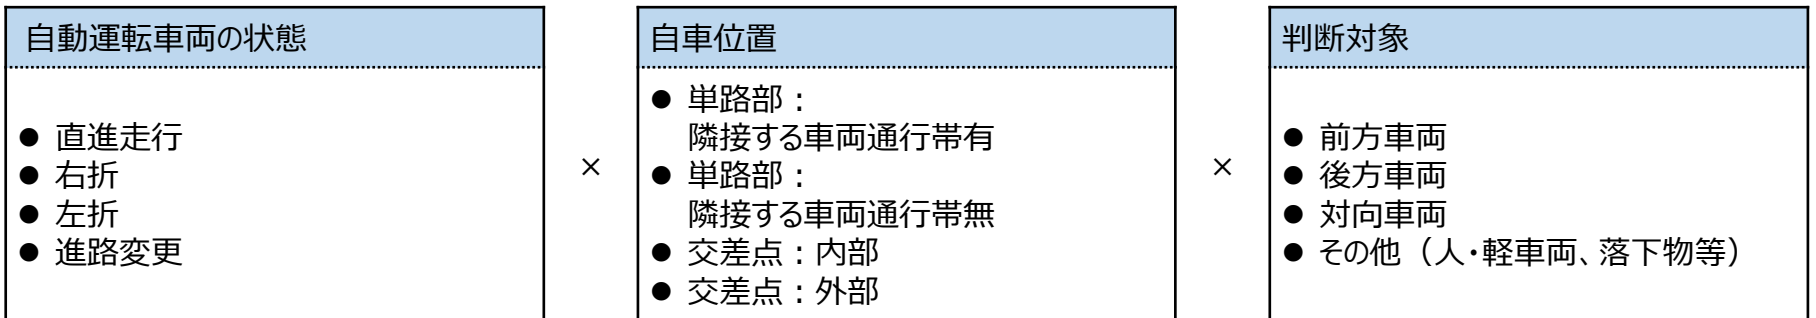 自動運転車両の状態
● 直進走行
● 右折
● 左折
● 進路変更
×
自車位置
● 単路部：
隣接する車両通行帯有
● 単路部：
隣接する車両通行帯無
● 交差点：内部
● 交差点：外部
×
判断対象
● 前方車両
● 後方車両
● 対向車両
● その他（人・軽車両、落下物等）